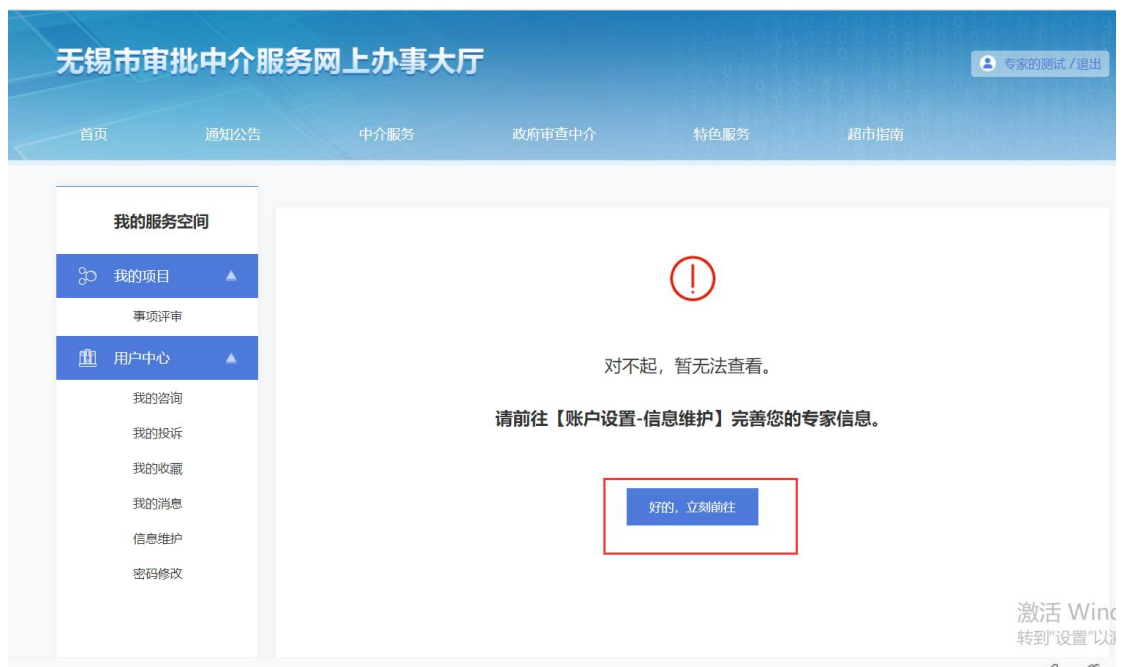 无锡市审批中介服务网上办事大厅
专家的测试 / 退出
首页 通知公告 中介服务 政府审查中介 特色服务 超市指南
我的服务空间
我的项目
事项评审
用户中心
我的咨询
我的投诉
我的收藏
我的消息
信息维护
密码修改
对不起，暂无法查看。
请前往【账户设置-信息维护】完善您的专家信息。
好的，立刻前往
激活 Winc
转到"设置"以激